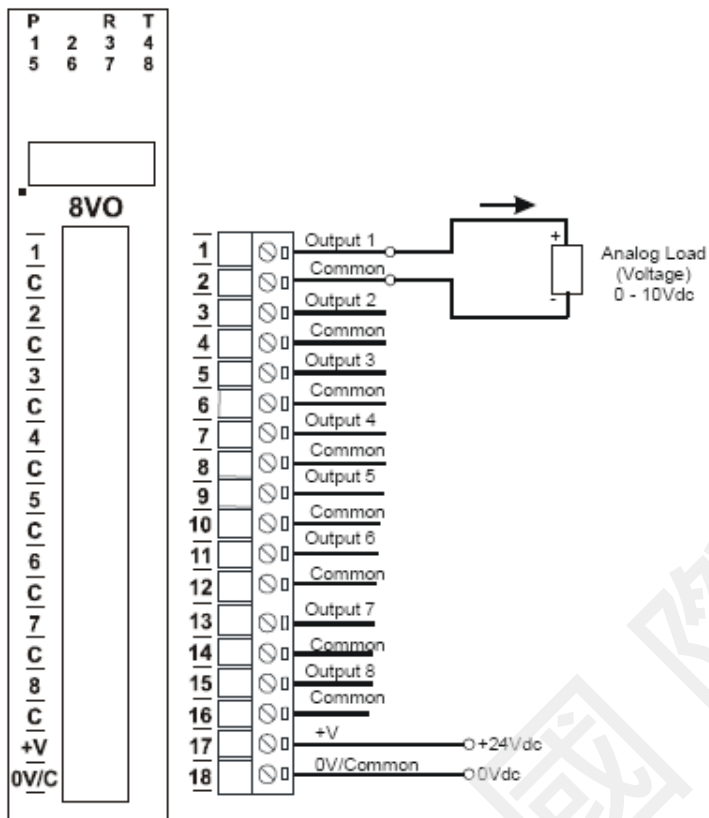 P R T
1 2 3 4
5 6 7 8
8VO
1
C
2
C
3
C
4
C
5
C
6
C
7
C
8
C
+V
0V/C
1 Output 1
2 Common
3 Output 2
4 Common
5 Output 3
6 Common
7 Output 4
8 Common
9 Output 5
10 Common
11 Output 6
12 Common
13 Output 7
14 Common
15 Output 8
16 Common
17 +V +24Vdc
18 0V/Common 0Vdc
+
-
Analog Load
(Voltage)
0 - 10Vdc
國